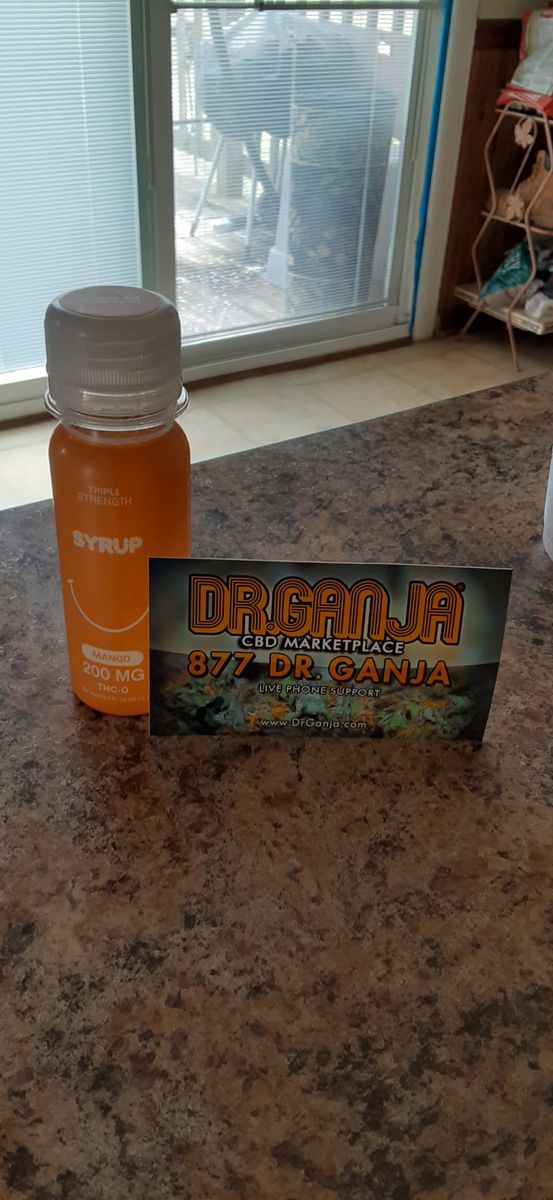 TRIPLE
STRENGTH
SYRUP
MANGO
200 MG
THC-O
DR.GANJA
CBD MARKETPLACE
877 DR. GANJA
LIVE PHONE SUPPORT
www.DrGanja.com